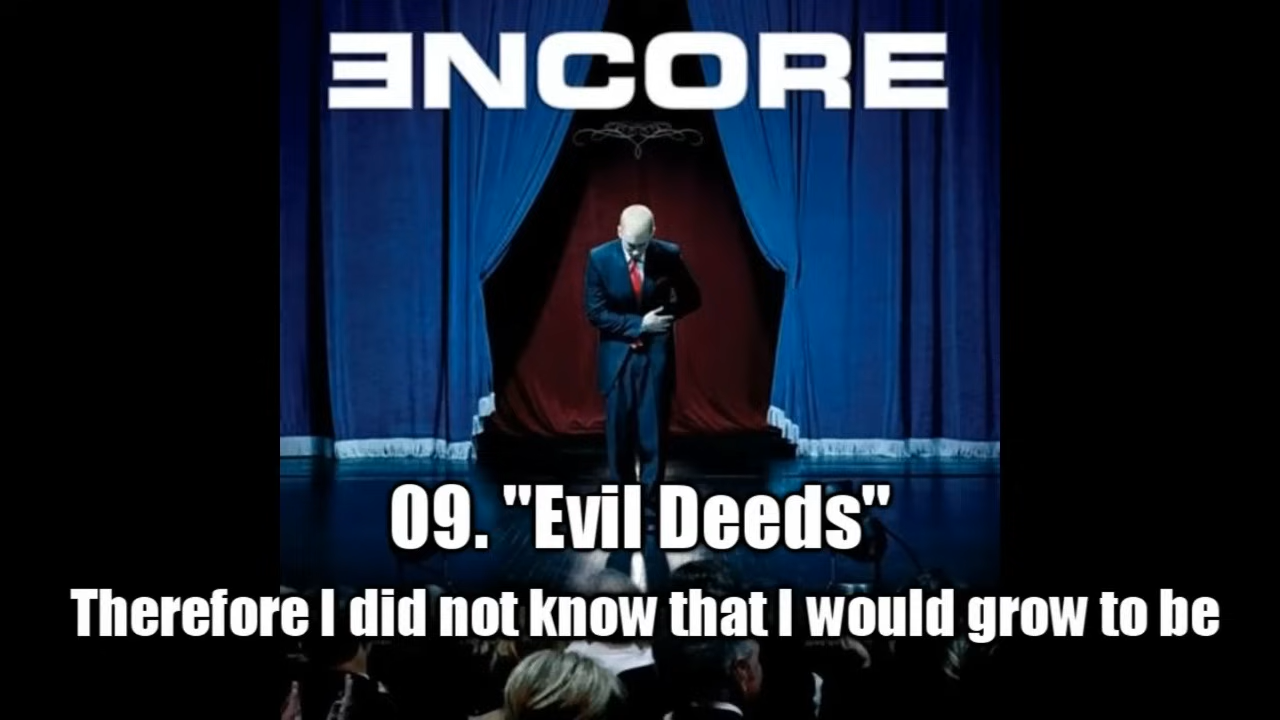 ƎNCORE
09. "Evil Deeds"
Therefore I did not know that I would grow to be